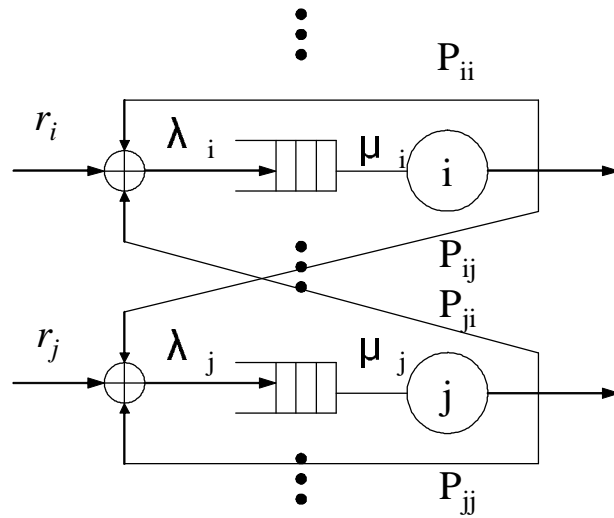 P_ii
r_i
λ_i
μ_i
i
P_ij
P_ji
r_j
λ_j
μ_j
j
P_jj